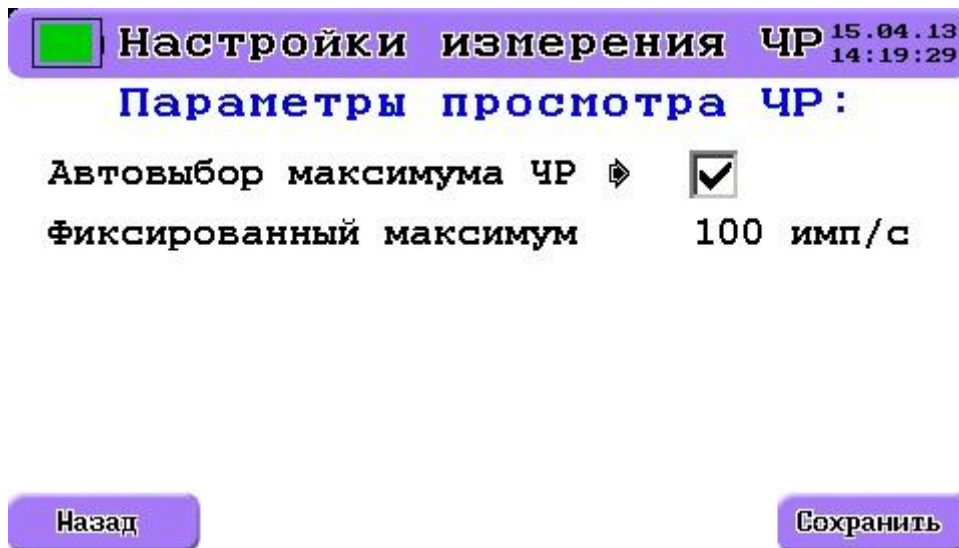 Настройки измерения ЧР 15.04.13
14:19:29
Параметры просмотра ЧР:
Автовыбор максимума ЧР
Фиксированный максимум 100 имп/с
Назад Сохранить